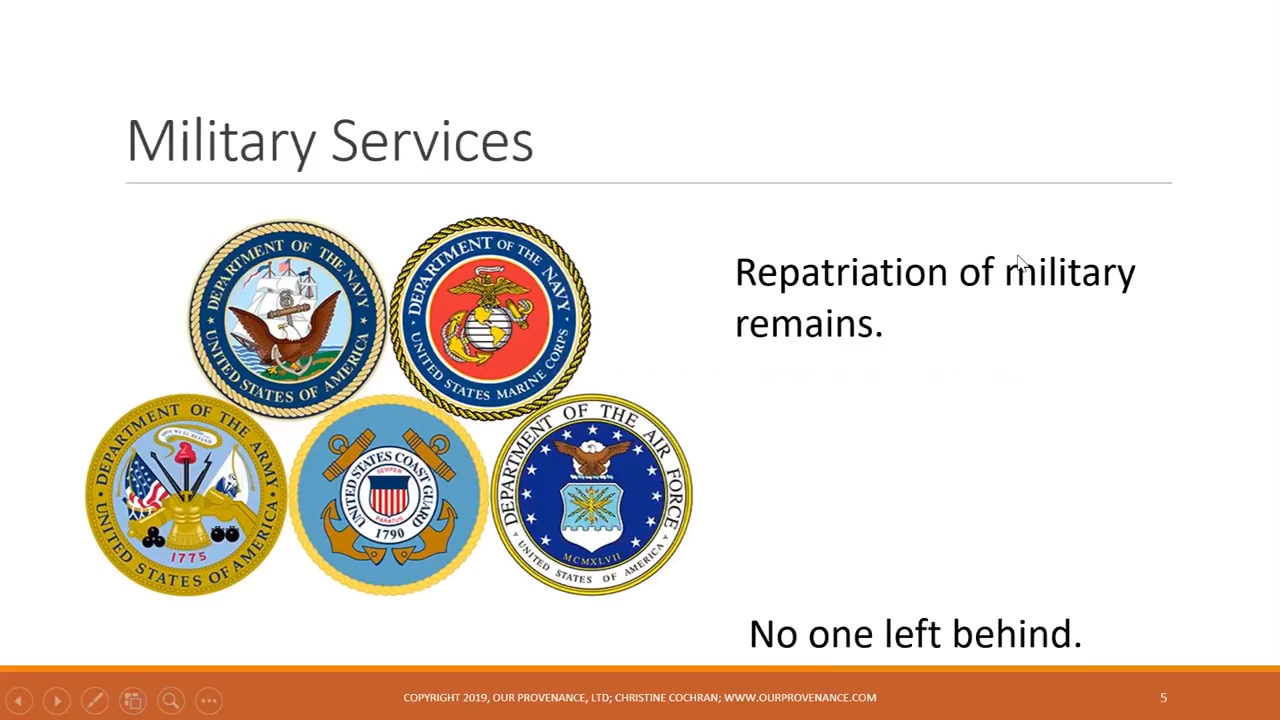 Military Services
DEPARTMENT OF THE NAVY
UNITED STATES OF AMERICA
DEPARTMENT OF THE NAVY
UNITED STATES MARINE CORPS
Repatriation of military
remains.
DEPARTMENT OF THE ARMY
UNITED STATES OF AMERICA
1775
UNITED STATES COAST GUARD
SEMPER
PARATUS
1790
DEPARTMENT OF THE AIR FORCE
MCMXLVII
UNITED STATES OF AMERICA
No one left behind.
COPYRIGHT 2019, OUR PROVENANCE, LTD; CHRISTINE COCHRAN; WWW.OURPROVENANCE.COM
5